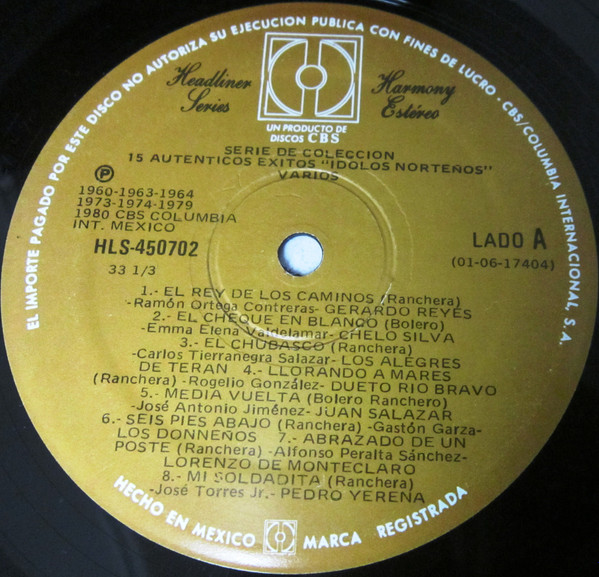 EL IMPORTE PAGADO POR ESTE DISCO NO AUTORIZA SU EJECUCION PUBLICA CON FINES DE LUCRO - CBS/COLUMBIA INTERNACIONAL, S.A.
Headliner Harmony
Series Estéreo
UN PRODUCTO DE
DISCOS CBS
SERIE DE COLECCION
15 AUTENTICOS EXITOS "IDOLOS NORTEÑOS"
VARIOS
P
1960-1963-1964
1973-1974-1979
1980 CBS COLUMBIA
INT. MEXICO
HLS-450702
33 1/3
LADO A
(01-06-17404)
1.- EL REY DE LOS CAMINOS (Ranchera)
-Ramón Ortega Contreras- GERARDO REYES
2.- EL CHEQUE EN BLANCO (Bolero)
-Emma Elena Valdelamar- CHELO SILVA
3.- EL CHUBASCO (Ranchera)
-Carlos Tierranegra Salazar- LOS ALEGRES
DE TERAN 4.- LLORANDO A MARES
(Ranchera)- Rogelio González- DUETO RIO BRAVO
5.- MEDIA VUELTA (Bolero Ranchero)
-José Antonio Jiménez- JUAN SALAZAR
6.- SEIS PIES ABAJO (Ranchera) -Gastón Garza-
LOS DONNEÑOS 7.- ABRAZADO DE UN
POSTE (Ranchera) -Alfonso Peralta Sánchez-
LORENZO DE MONTECLARO
8.- MI SOLDADITA (Ranchera)
-José Torres Jr.- PEDRO YERENA
HECHO EN MEXICO MARCA REGISTRADA